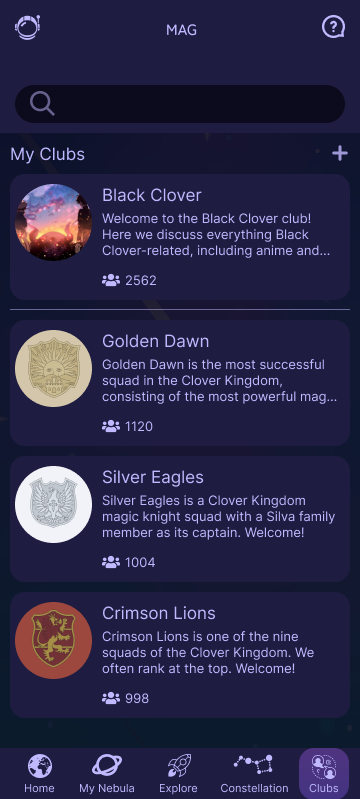 MAG
My Clubs
Black Clover
Welcome to the Black Clover club!
Here we discuss everything Black
Clover-related, including anime and...
2562
Golden Dawn
Golden Dawn is the most successful
squad in the Clover Kingdom,
consisting of the most powerful mag...
1120
Silver Eagles
Silver Eagles is a Clover Kingdom
magic knight squad with a Silva family
member as its captain. Welcome!
1004
Crimson Lions
Crimson Lions is one of the nine
squads of the Clover Kingdom. We
often rank at the top. Welcome!
998
Home My Nebula Explore Constellation Clubs